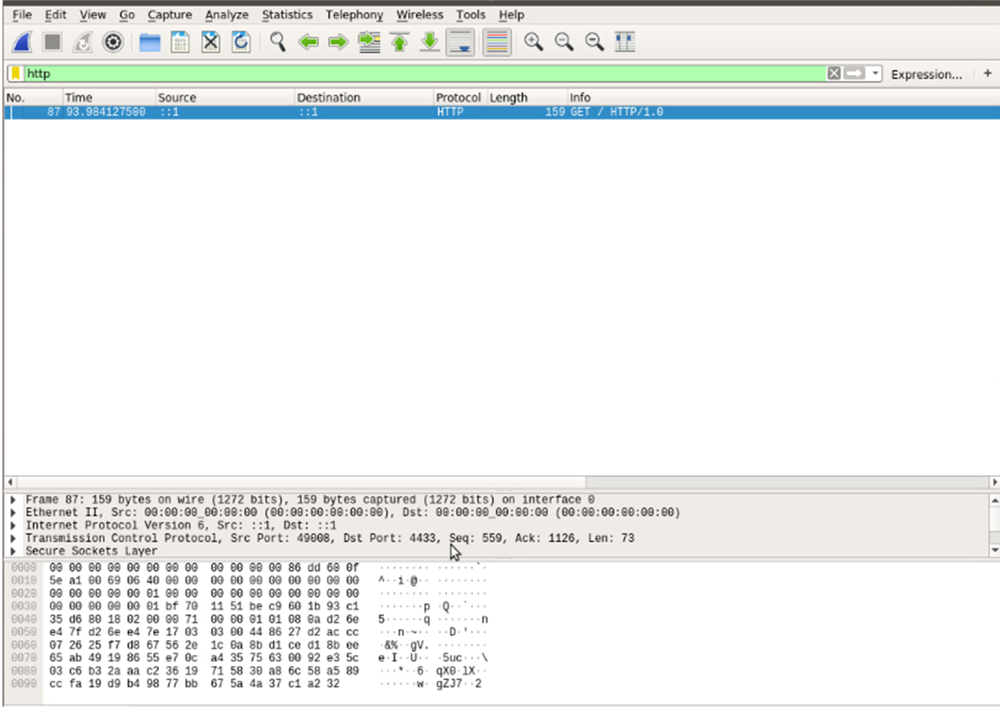 File Edit View Go Capture Analyze Statistics Telephony Wireless Tools Help
http Expression... +
No. Time Source Destination Protocol Length Info
87 93.984127500 ::1 ::1 HTTP 159 GET / HTTP/1.0
Frame 87: 159 bytes on wire (1272 bits), 159 bytes captured (1272 bits) on interface 0
Ethernet II, Src: 00:00:00_00:00:00 (00:00:00:00:00:00), Dst: 00:00:00_00:00:00 (00:00:00:00:00:00)
Internet Protocol Version 6, Src: ::1, Dst: ::1
Transmission Control Protocol, Src Port: 49008, Dst Port: 4433, Seq: 559, Ack: 1126, Len: 73
Secure Sockets Layer
0000 00 00 00 00 00 00 00 00 00 00 00 00 86 dd 60 0f ········ ······`·
0010 5e a1 00 69 06 40 00 00 00 00 00 00 00 00 00 00 ^··i·@·· ········
0020 00 00 00 00 00 01 00 00 00 00 00 00 00 00 00 00 ········ ········
0030 00 00 00 00 00 01 bf 70 11 51 be c9 60 1b 93 c1 ·······p ·Q··`···
0040 35 d6 80 18 02 00 00 71 00 00 01 01 08 0a d2 6e 5······q ·······n
0050 e4 7f d2 6e e4 7e 17 03 03 00 44 86 27 d2 ac cc ···n·~·· ··D·'···
0060 07 26 25 f7 d8 67 56 2e 1c 0a 8b d1 ce d1 8b ee ·&%··gV. ········
0070 65 ab 49 19 86 55 e7 0c a4 35 75 63 00 92 e3 5c e·I··U·· ·5uc···\
0080 03 c6 b3 2a aa c2 36 19 71 58 30 a8 6c 58 a5 89 ···*··6· qX0·lX··
0090 cc fa 19 d9 b4 98 77 bb 67 5a 4a 37 c1 a2 32 ······w· gZJ7··2